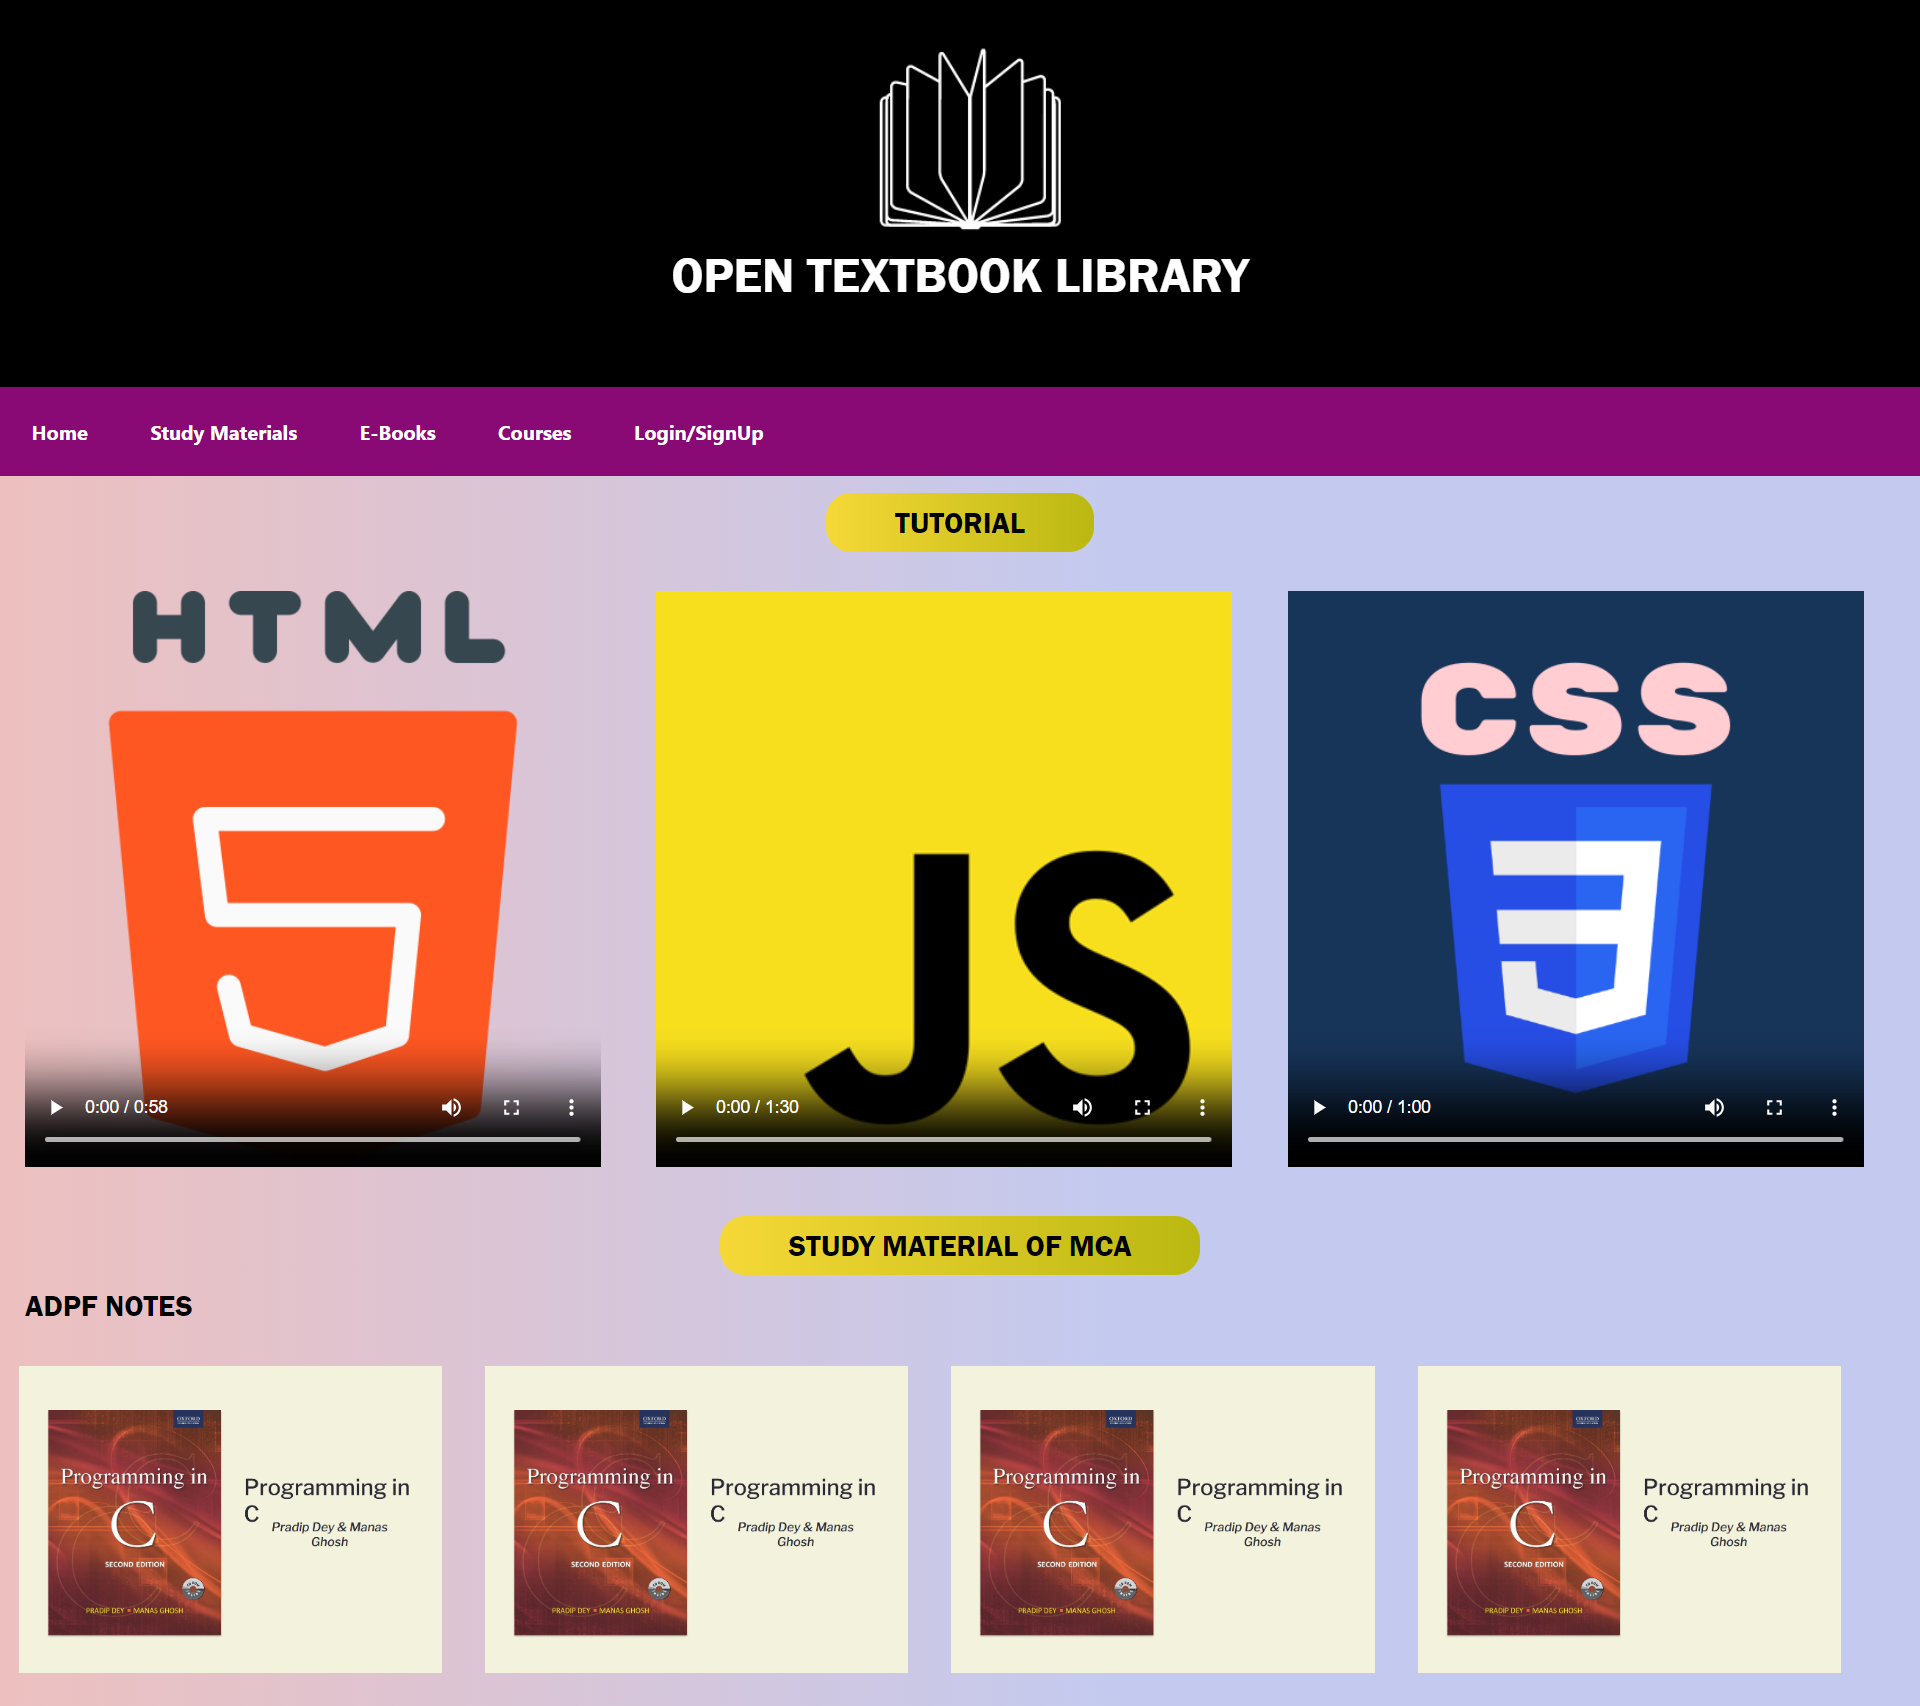 OPEN TEXTBOOK LIBRARY
Home Study Materials E-Books Courses Login/SignUp
TUTORIAL
HTML
5
0:00 / 0:58
JS
0:00 / 1:30
CSS
3
0:00 / 1:00
STUDY MATERIAL OF MCA
ADPF NOTES
OXFORD
Programming in
C
SECOND EDITION
PRADIP DEY MANAS GHOSH
Programming in
C
Pradip Dey & Manas
Ghosh
OXFORD
Programming in
C
SECOND EDITION
PRADIP DEY MANAS GHOSH
Programming in
C
Pradip Dey & Manas
Ghosh
OXFORD
Programming in
C
SECOND EDITION
PRADIP DEY MANAS GHOSH
Programming in
C
Pradip Dey & Manas
Ghosh
OXFORD
Programming in
C
SECOND EDITION
PRADIP DEY MANAS GHOSH
Programming in
C
Pradip Dey & Manas
Ghosh